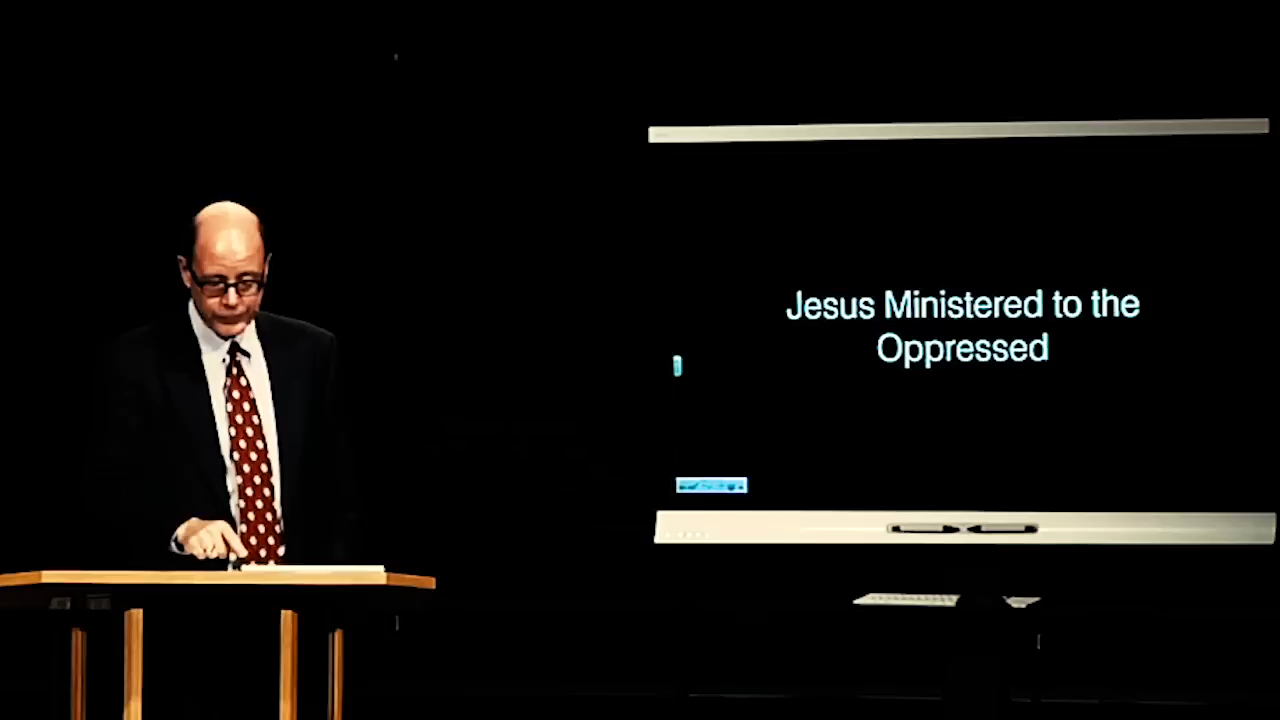 Jesus Ministered to the
Oppressed